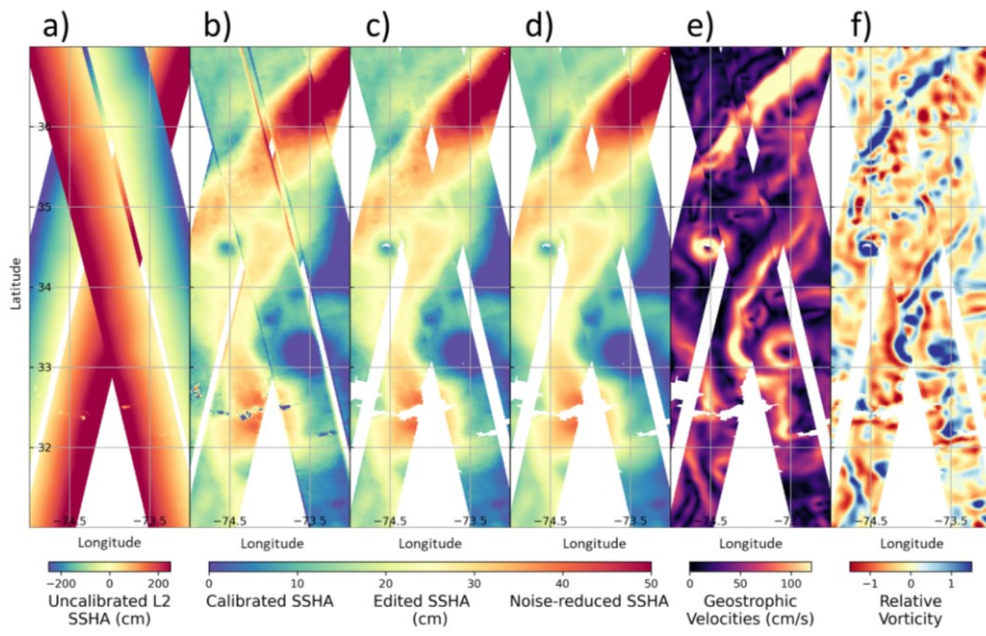 a) b) c) d) e) f)
36
35
34
33
32
Latitude
−74.5 −73.5 −74.5 −73.5 −74.5 −73.5 −74.5 −73.5 −74.5 −73.5 −74.5 −73.5
Longitude Longitude Longitude Longitude Longitude Longitude
−200 0 200 0 10 20 30 40 50 0 50 100 −1 0 1
Uncalibrated L2 Calibrated SSHA Edited SSHA Noise-reduced SSHA Geostrophic Relative
SSHA (cm) (cm) Velocities (cm/s) Vorticity